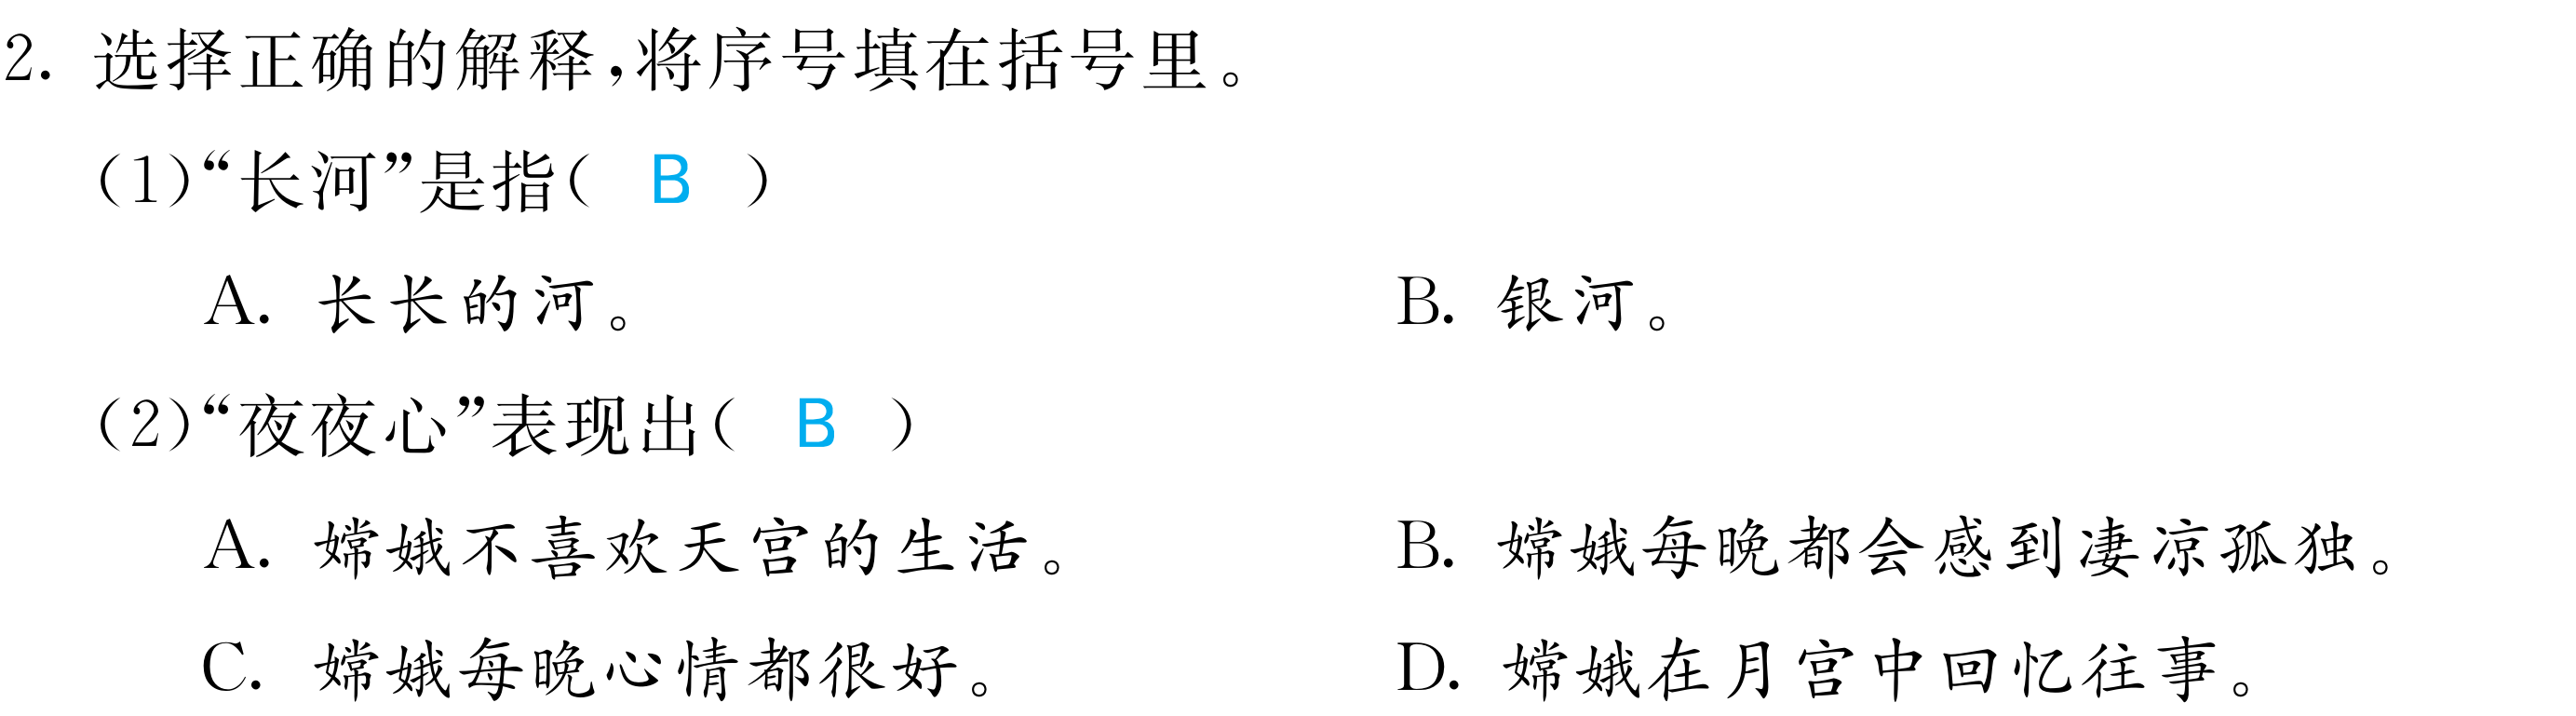 2. 选择正确的解释,将序号填在括号里。
(1)“长河”是指( B )
A. 长长的河。 B. 银河。
(2)“夜夜心”表现出( B )
A. 嫦娥不喜欢天宫的生活。 B. 嫦娥每晚都会感到凄凉孤独。
C. 嫦娥每晚心情都很好。 D. 嫦娥在月宫中回忆往事。